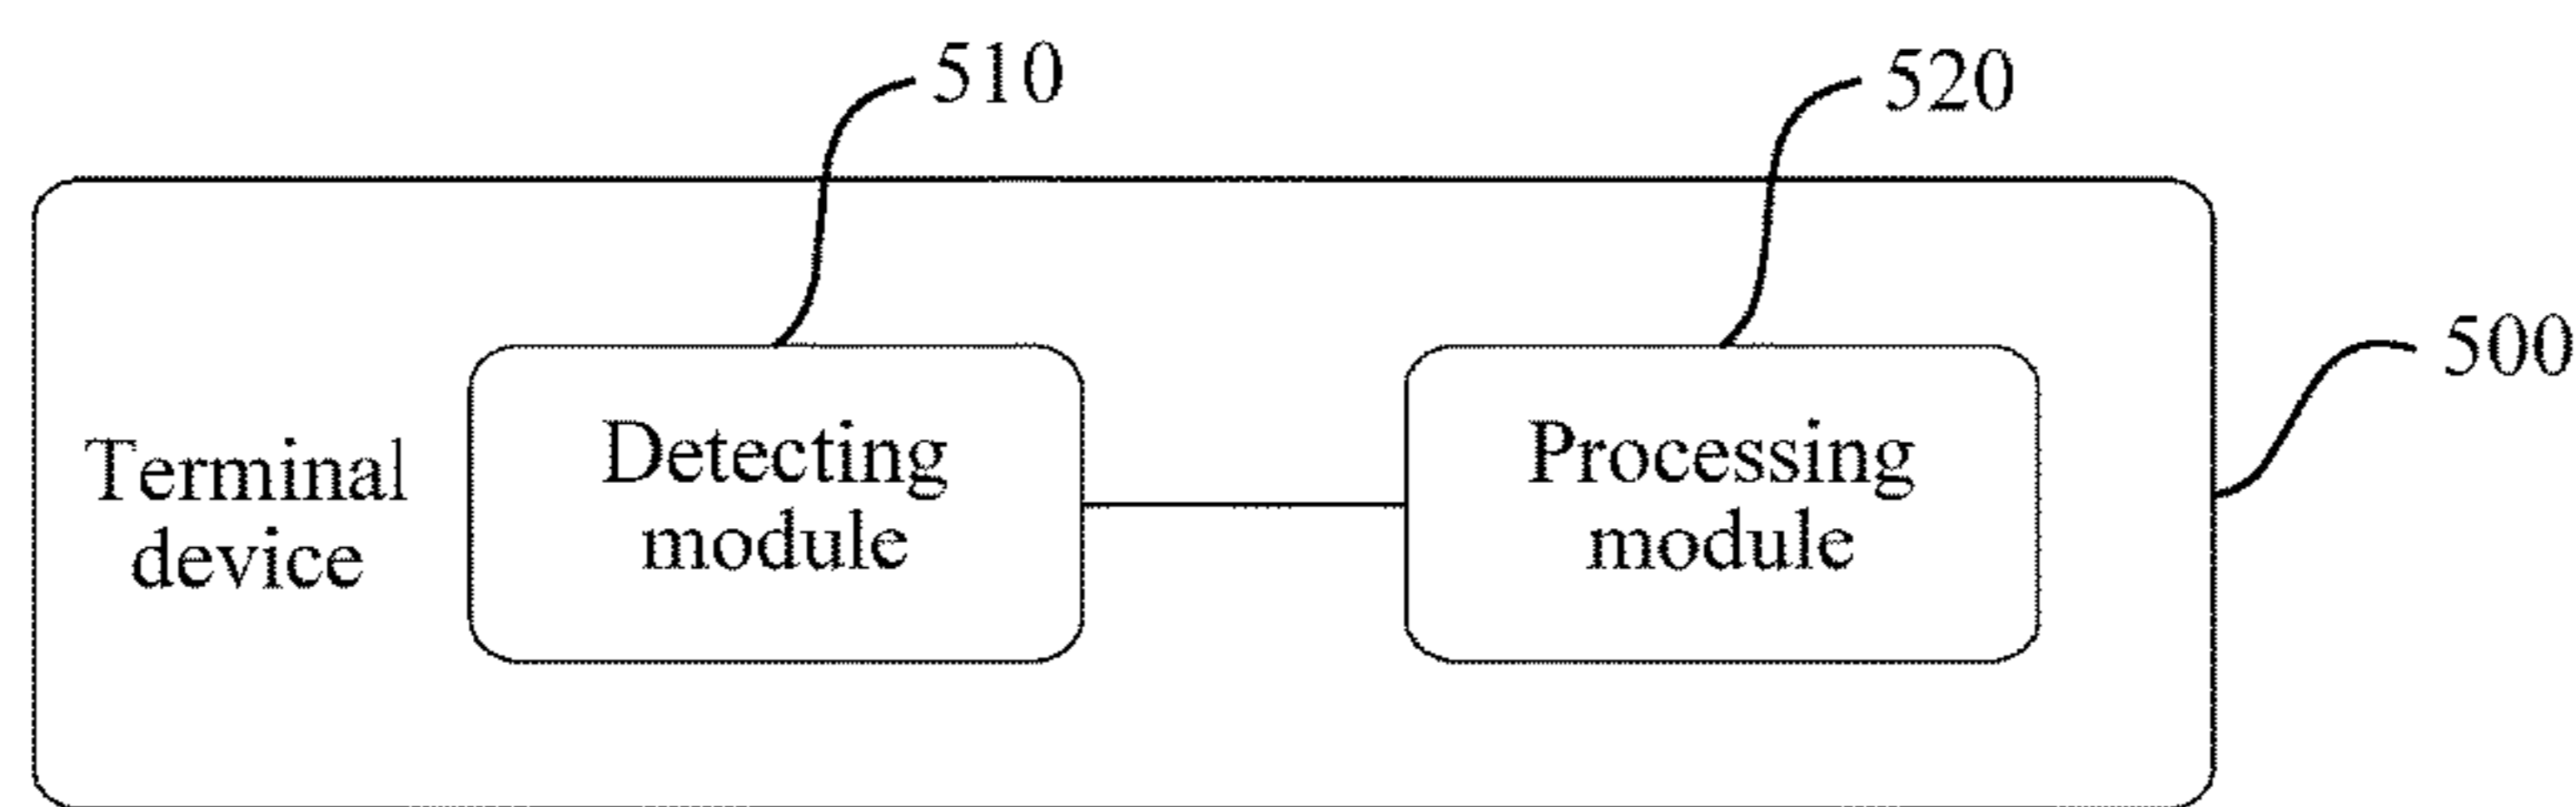 510
520
500
Terminal
device
Detecting
module
Processing
module